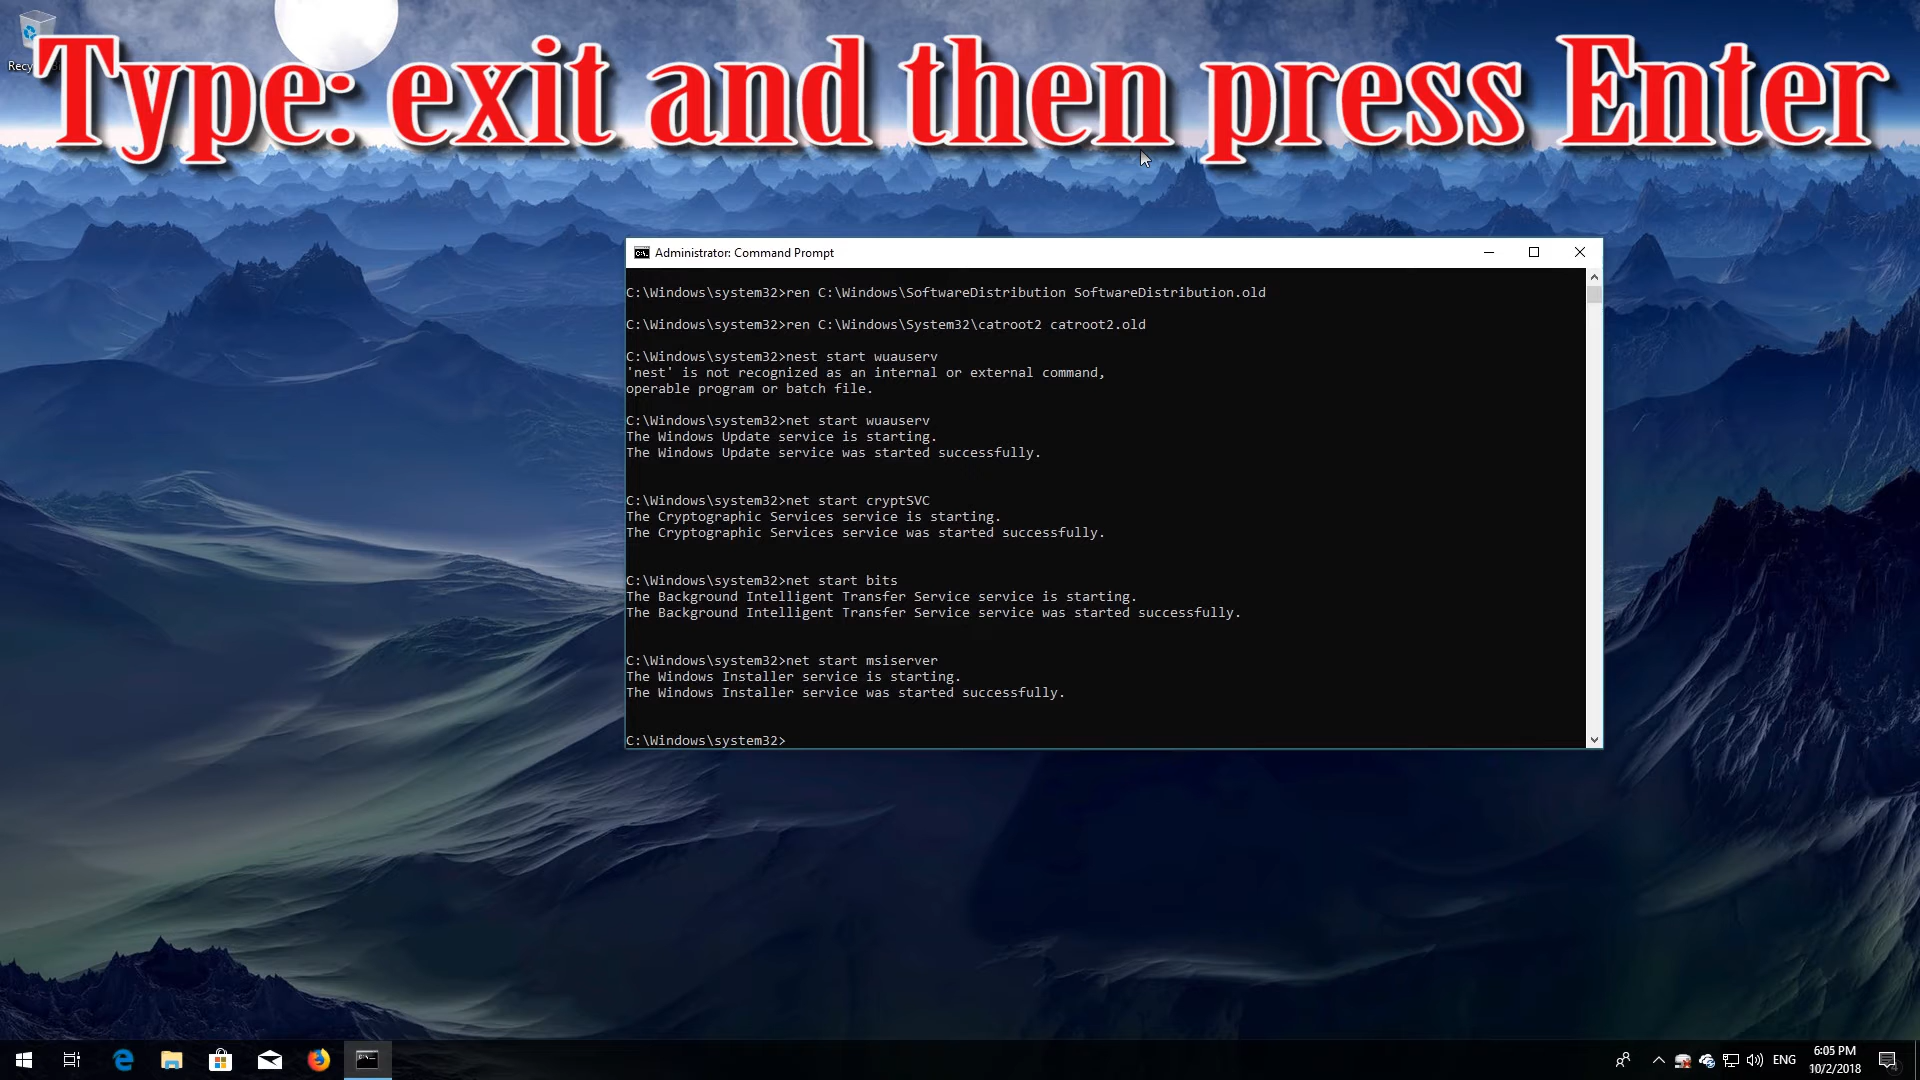 Type: exit and then press Enter
Recy
Administrator: Command Prompt
C:\Windows\system32>ren C:\Windows\SoftwareDistribution SoftwareDistribution.old
C:\Windows\system32>ren C:\Windows\System32\catroot2 catroot2.old
C:\Windows\system32>nest start wuauserv
'nest' is not recognized as an internal or external command,
operable program or batch file.
C:\Windows\system32>net start wuauserv
The Windows Update service is starting.
The Windows Update service was started successfully.
C:\Windows\system32>net start cryptSVC
The Cryptographic Services service is starting.
The Cryptographic Services service was started successfully.
C:\Windows\system32>net start bits
The Background Intelligent Transfer Service service is starting.
The Background Intelligent Transfer Service service was started successfully.
C:\Windows\system32>net start msiserver
The Windows Installer service is starting.
The Windows Installer service was started successfully.
C:\Windows\system32>
ENG
6:05 PM
10/2/2018